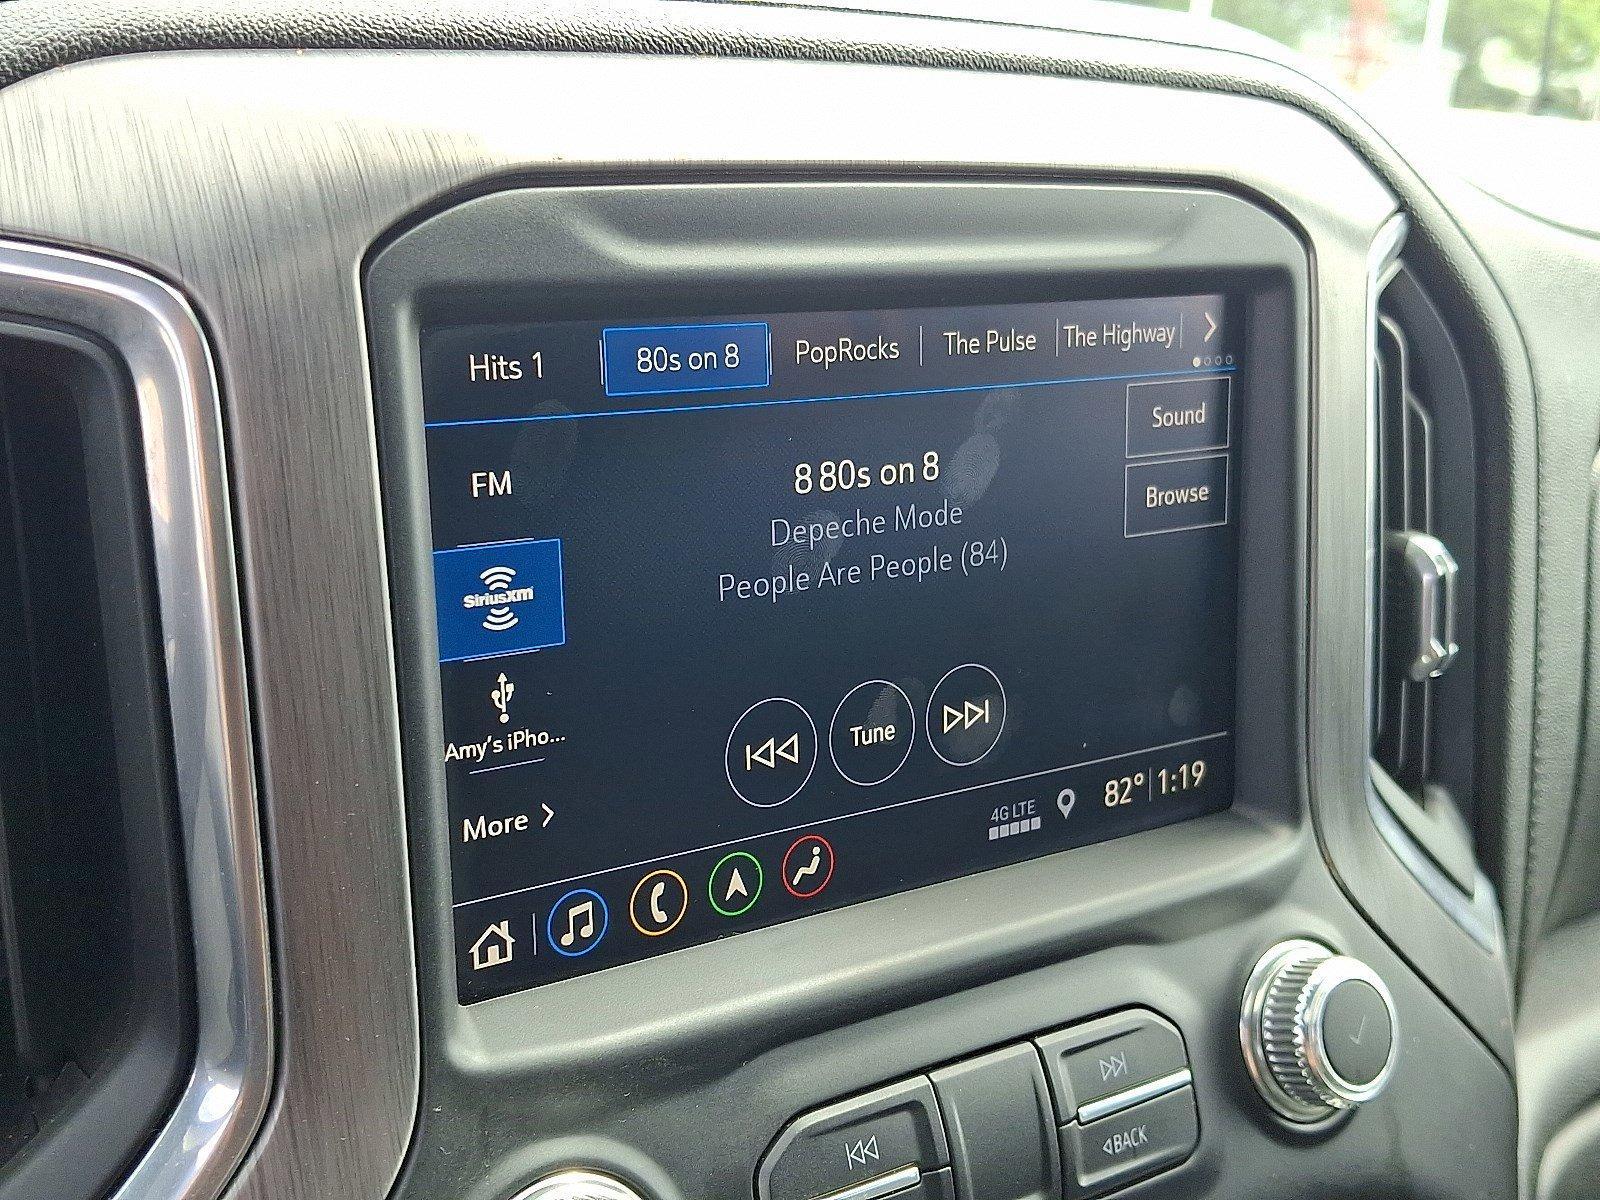 Hits 1
80s on 8
PopRocks
The Pulse
The Highway
Sound
FM
8 80s on 8
Browse
Depeche Mode
People Are People (84)
SiriusXM
Amy's iPho...
Tune
More
4G LTE
82° 1:19
BACK